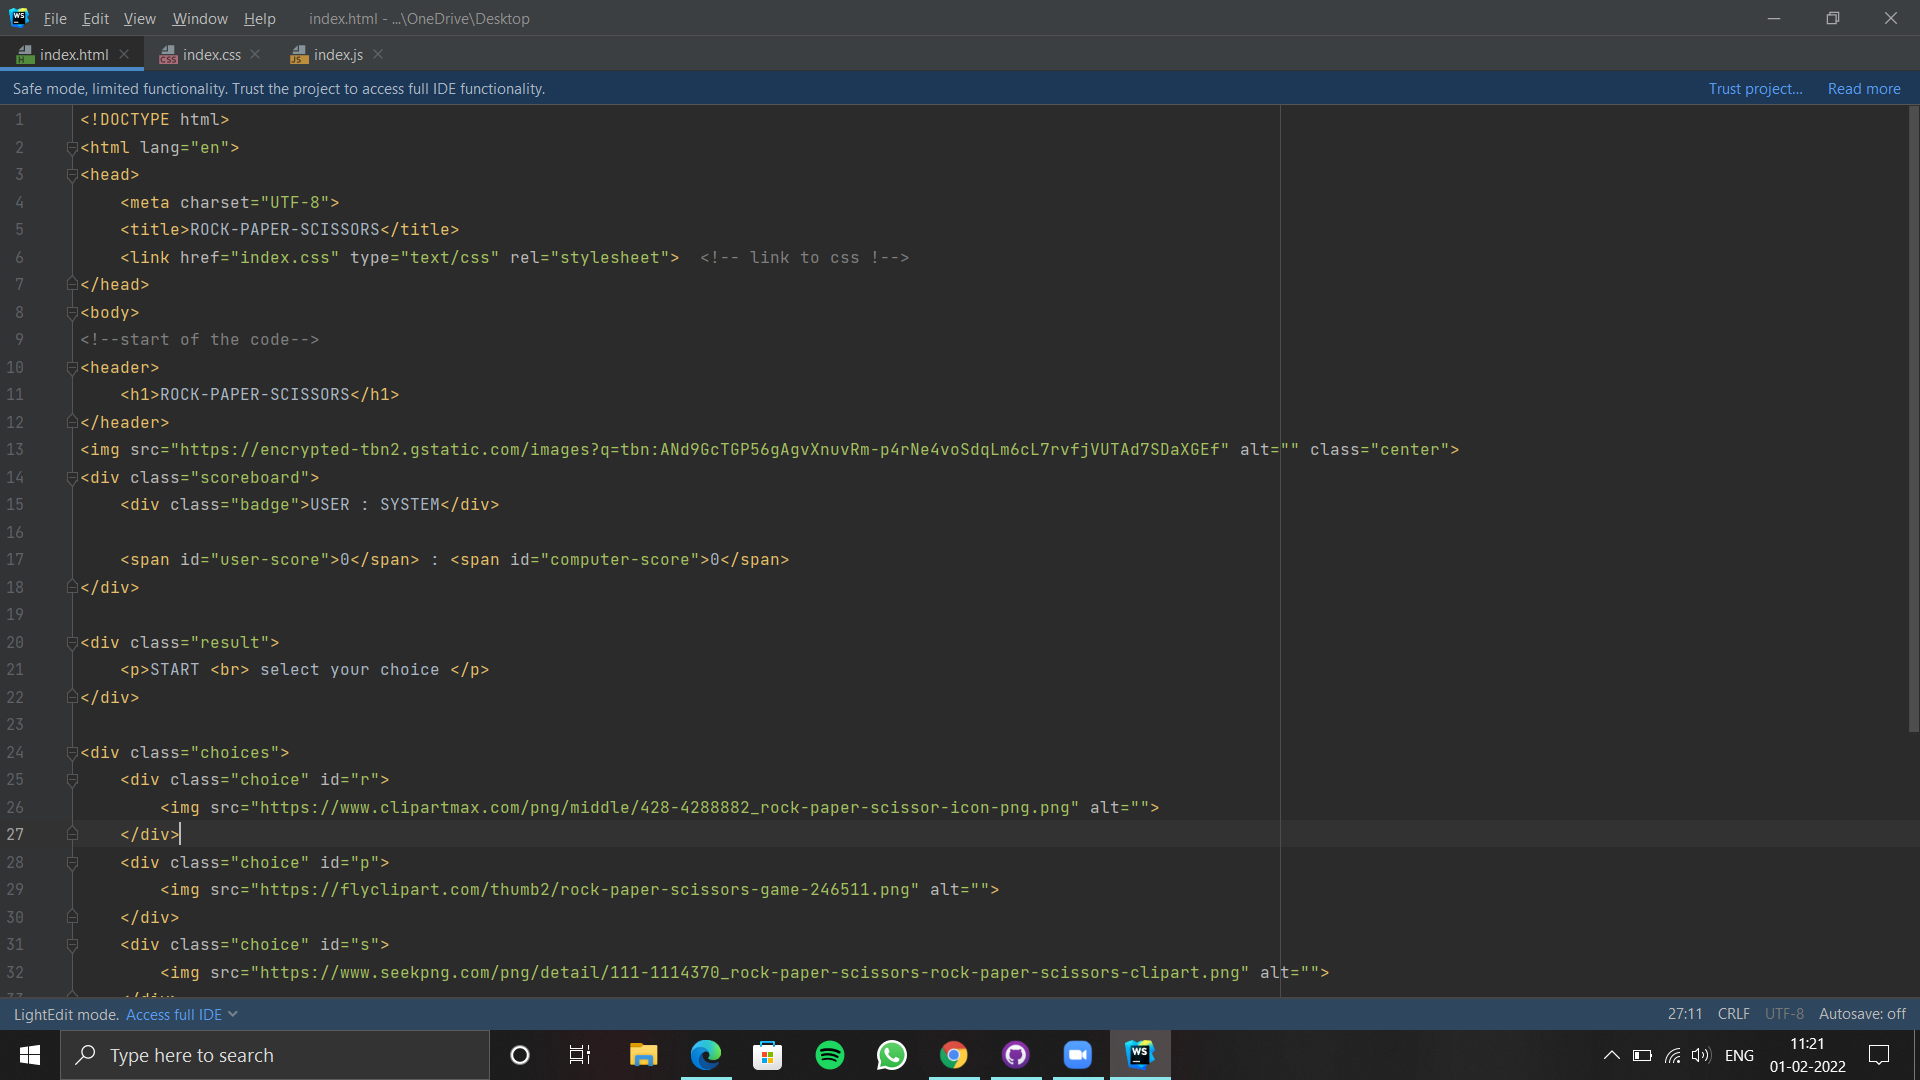 WS File Edit View Window Help index.html - ...\OneDrive\Desktop
index.html index.css index.js
Safe mode, limited functionality. Trust the project to access full IDE functionality. Trust project... Read more
1 <!DOCTYPE html>
2 <html lang="en">
3 <head>
4 <meta charset="UTF-8">
5 <title>ROCK-PAPER-SCISSORS</title>
6 <link href="index.css" type="text/css" rel="stylesheet"> <!-- link to css !-->
7 </head>
8 <body>
9 <!--start of the code-->
10 <header>
11 <h1>ROCK-PAPER-SCISSORS</h1>
12 </header>
13 <img src="https://encrypted-tbn2.gstatic.com/images?q=tbn:ANd9GcTGP56gAgvXnuvRm-p4rNe4voSdqLm6cL7rvfjVUTAd7SDaXGEf" alt="" class="center">
14 <div class="scoreboard">
15 <div class="badge">USER : SYSTEM</div>
16
17 <span id="user-score">0</span> : <span id="computer-score">0</span>
18 </div>
19
20 <div class="result">
21 <p>START <br> select your choice </p>
22 </div>
23
24 <div class="choices">
25 <div class="choice" id="r">
26 <img src="https://www.clipartmax.com/png/middle/428-4288882_rock-paper-scissor-icon-png.png" alt="">
27 </div>
28 <div class="choice" id="p">
29 <img src="https://flyclipart.com/thumb2/rock-paper-scissors-game-246511.png" alt="">
30 </div>
31 <div class="choice" id="s">
32 <img src="https://www.seekpng.com/png/detail/111-1114370_rock-paper-scissors-rock-paper-scissors-clipart.png" alt="">
LightEdit mode. Access full IDE 27:11 CRLF UTF-8 Autosave: off
Type here to search WS ENG 11:21
01-02-2022